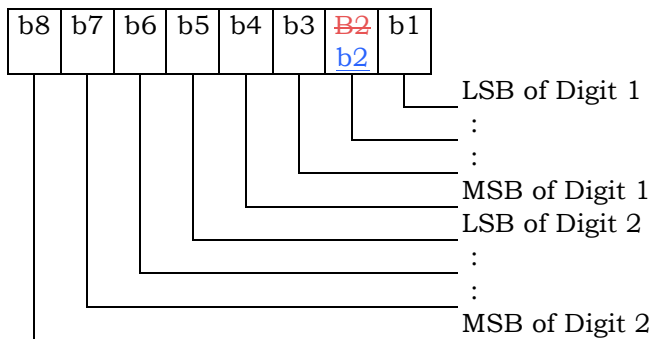 b8 b7 b6 b5 b4 b3 B2 b1
b2
LSB of Digit 1
:
:
MSB of Digit 1
LSB of Digit 2
:
:
MSB of Digit 2